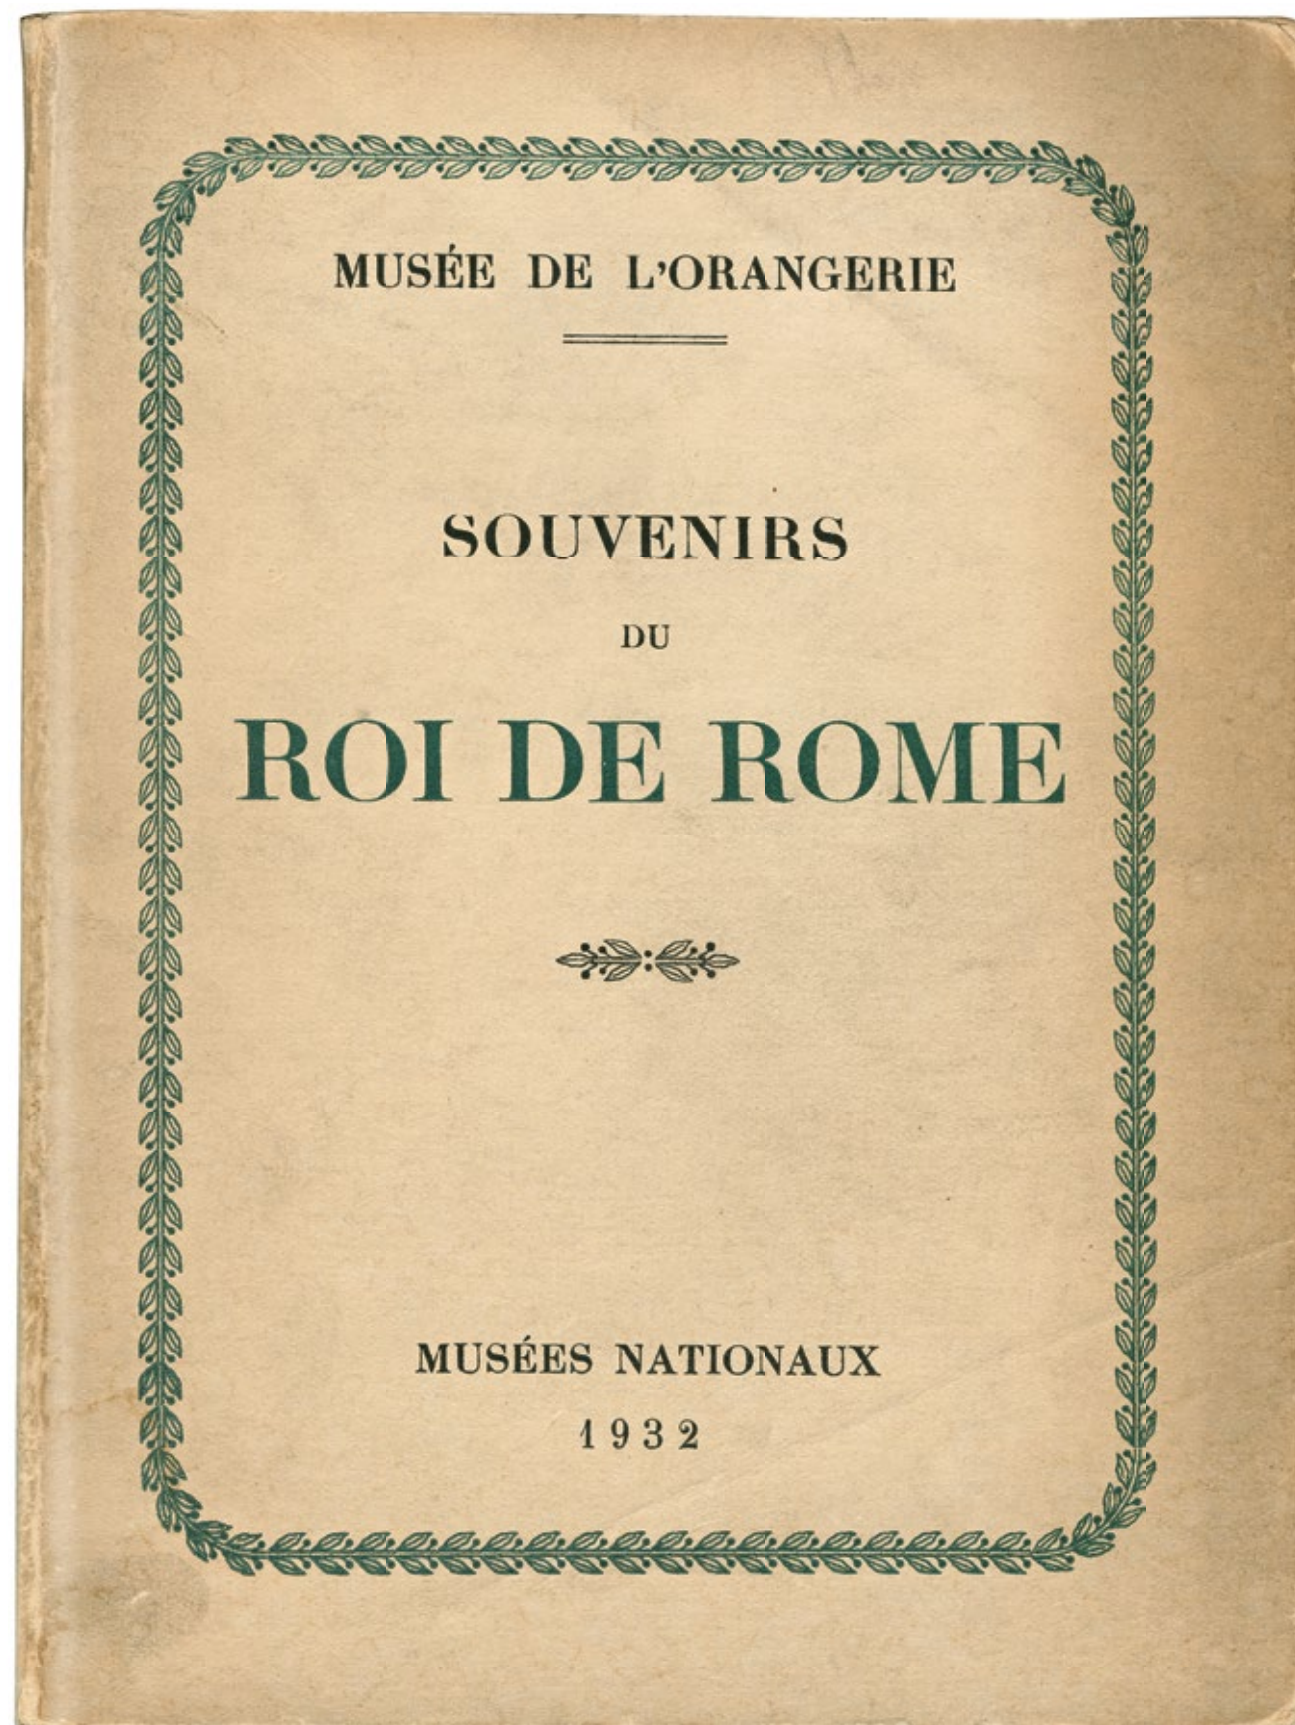 MUSÉE DE L'ORANGERIE
SOUVENIRS
DU
ROI DE ROME
MUSÉES NATIONAUX
1932